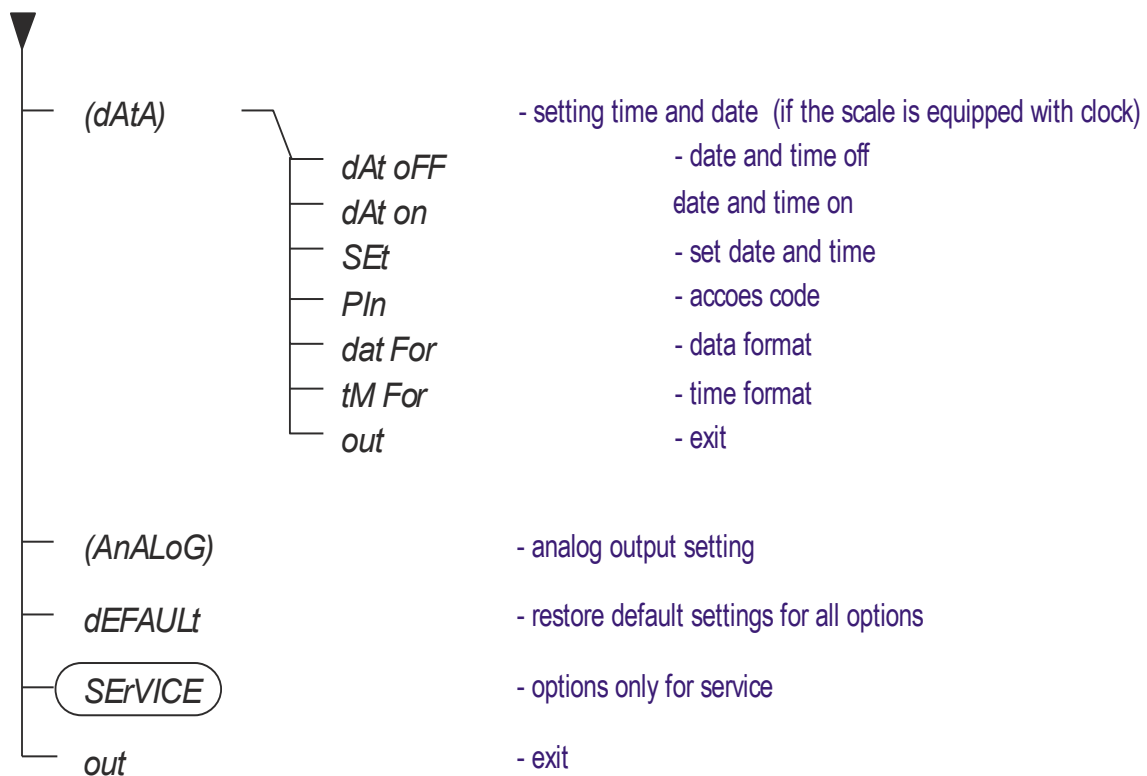 (dAtA) - setting time and date (if the scale is equipped with clock)
dAt oFF - date and time off
dAt on date and time on
SEt - set date and time
PIn - accoes code
dat For - data format
tM For - time format
out - exit
(AnALoG) - analog output setting
dEFAULt - restore default settings for all options
SErVICE - options only for service
out - exit